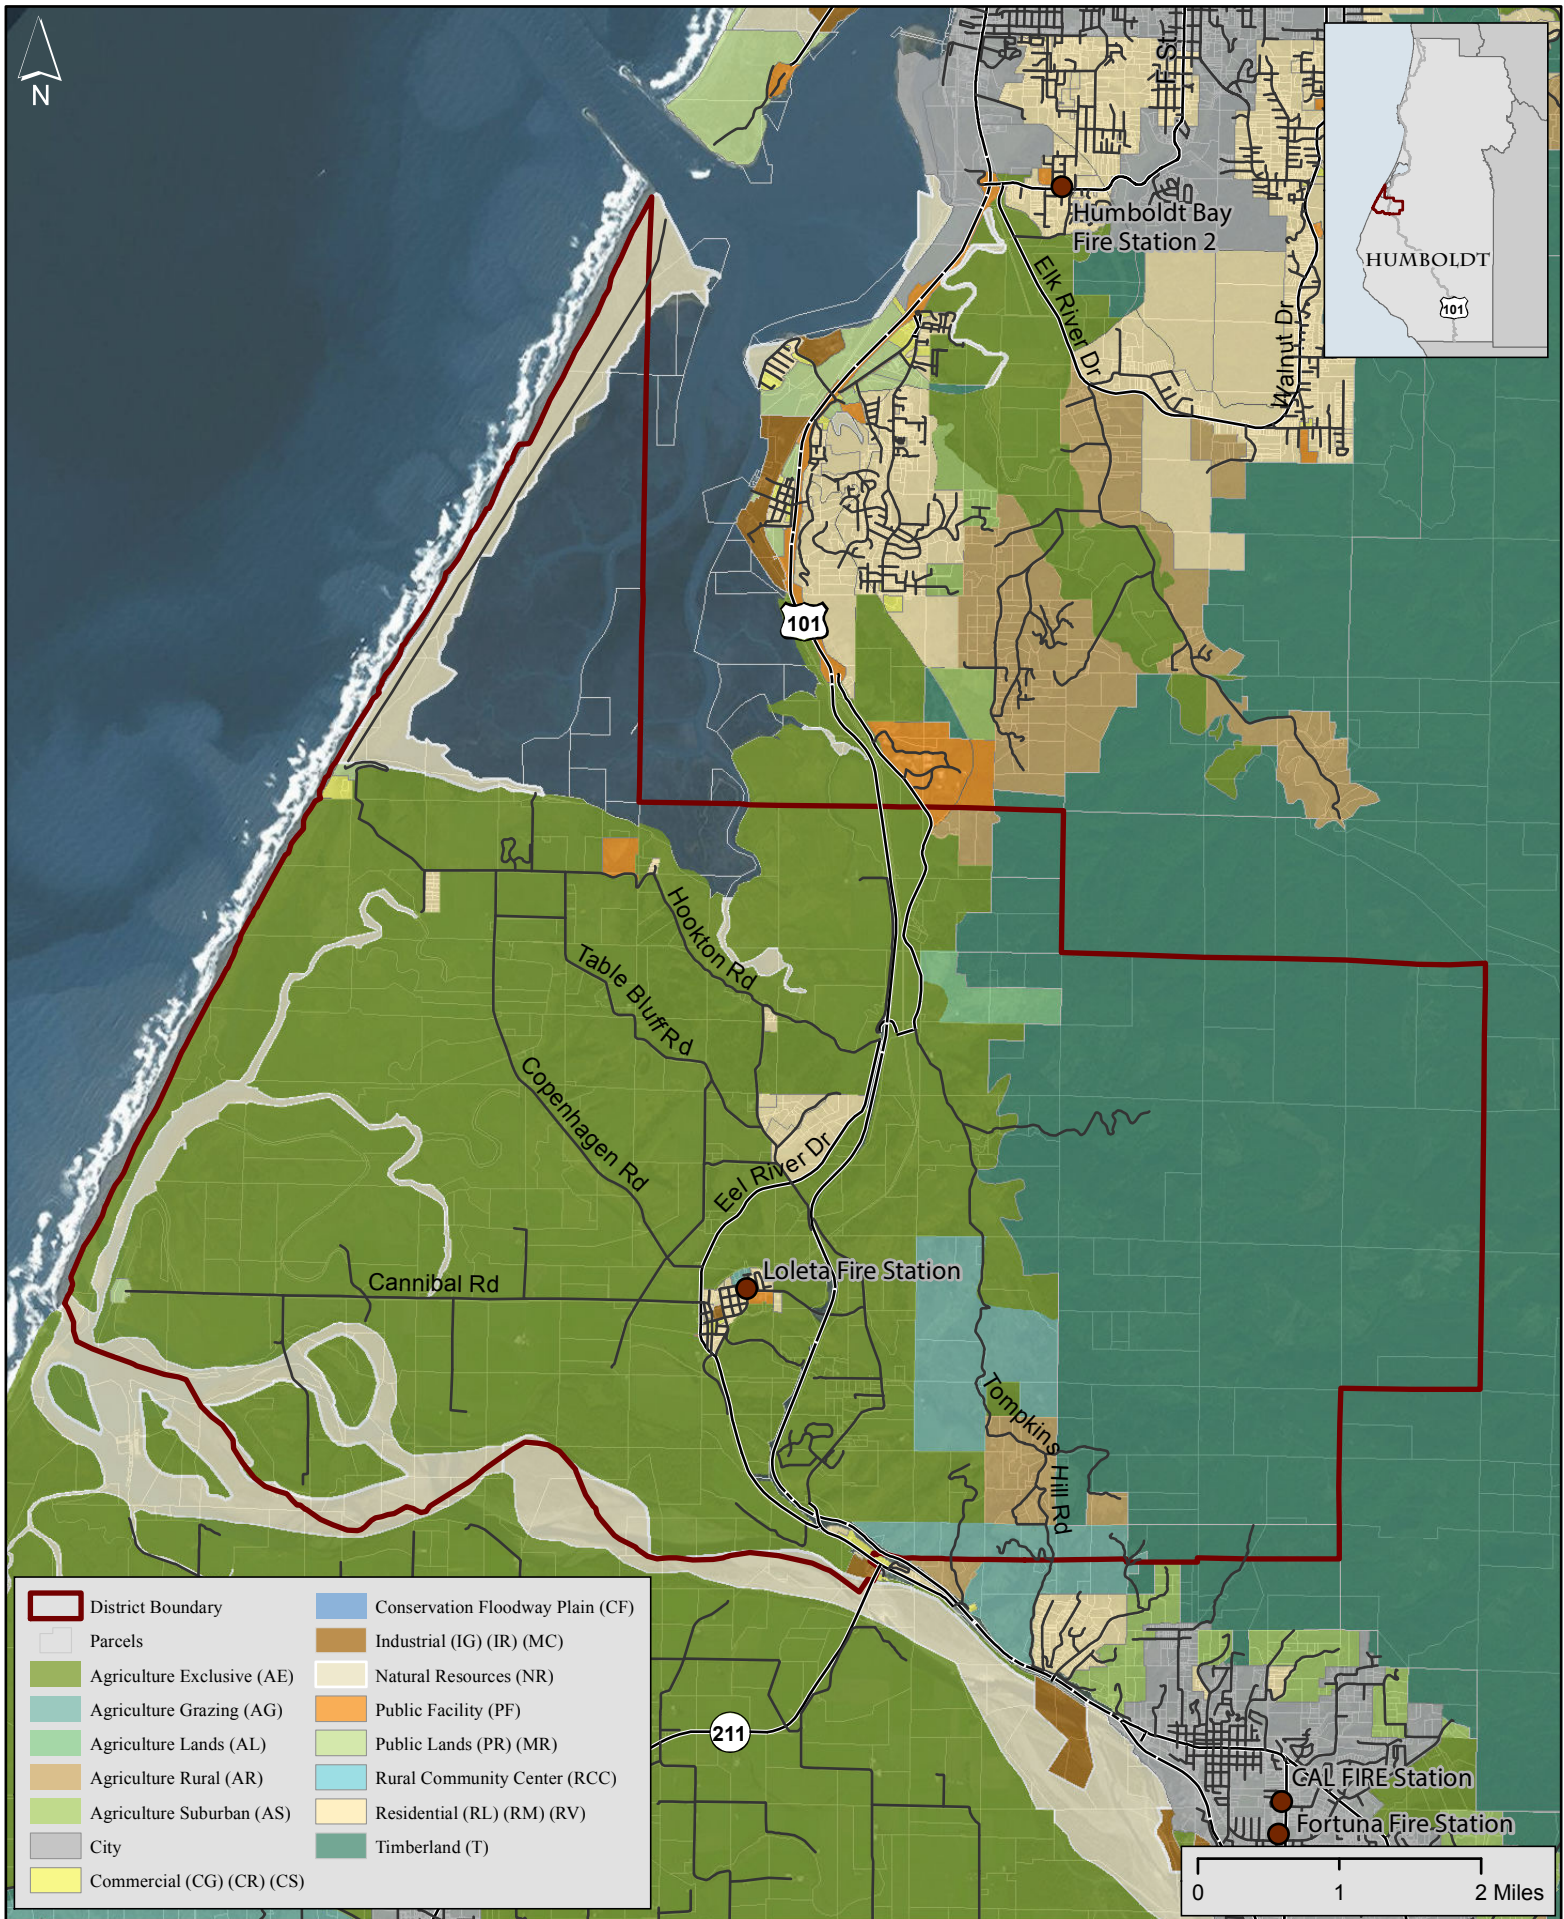 N
F St
Humboldt Bay
Fire Station 2
HUMBOLDT
101
Elk River Dr
Walnut Dr
101
Hookton Rd
Table Bluff Rd
Copenhagen Rd
Eel River Dr
Loleta Fire Station
Cannibal Rd
Tompkins Hill Rd
211
CAL FIRE Station
Fortuna Fire Station
District Boundary
Parcels
Agriculture Exclusive (AE)
Agriculture Grazing (AG)
Agriculture Lands (AL)
Agriculture Rural (AR)
Agriculture Suburban (AS)
City
Commercial (CG) (CR) (CS)
Conservation Floodway Plain (CF)
Industrial (IG) (IR) (MC)
Natural Resources (NR)
Public Facility (PF)
Public Lands (PR) (MR)
Rural Community Center (RCC)
Residential (RL) (RM) (RV)
Timberland (T)
0 1 2 Miles